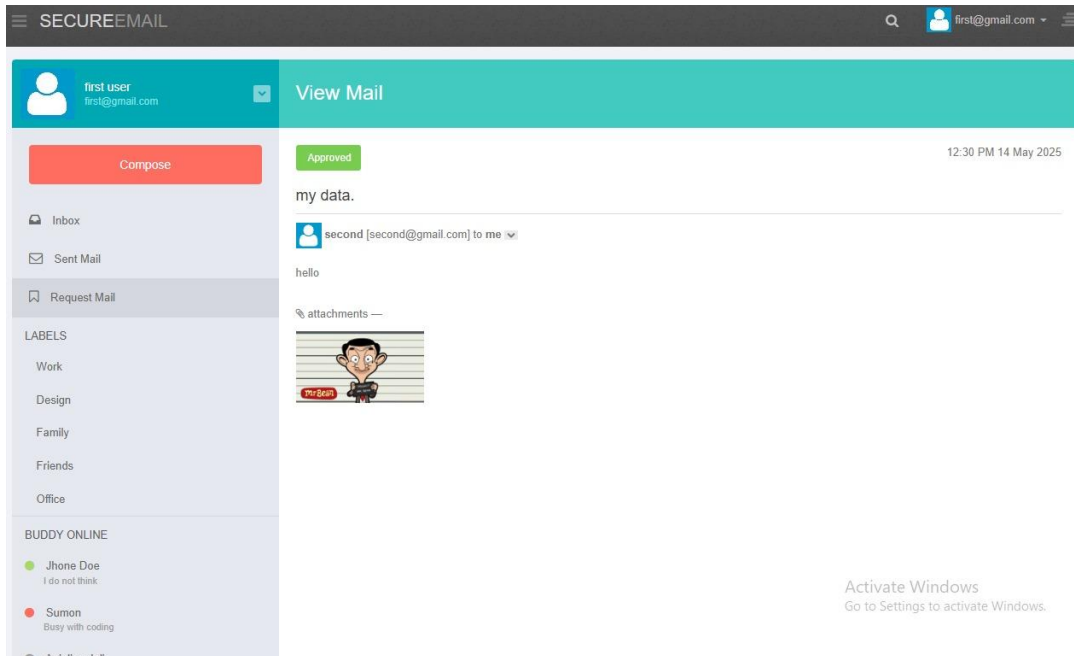 SECUREEMAIL
first@gmail.com
first user
first@gmail.com
View Mail
Compose
Inbox
Sent Mail
Request Mail
LABELS
Work
Design
Family
Friends
Office
BUDDY ONLINE
Jhone Doe
I do not think
Sumon
Busy with coding
Approved
12:30 PM 14 May 2025
my data.
second [second@gmail.com] to me
hello
attachments —
mrBean
Activate Windows
Go to Settings to activate Windows.